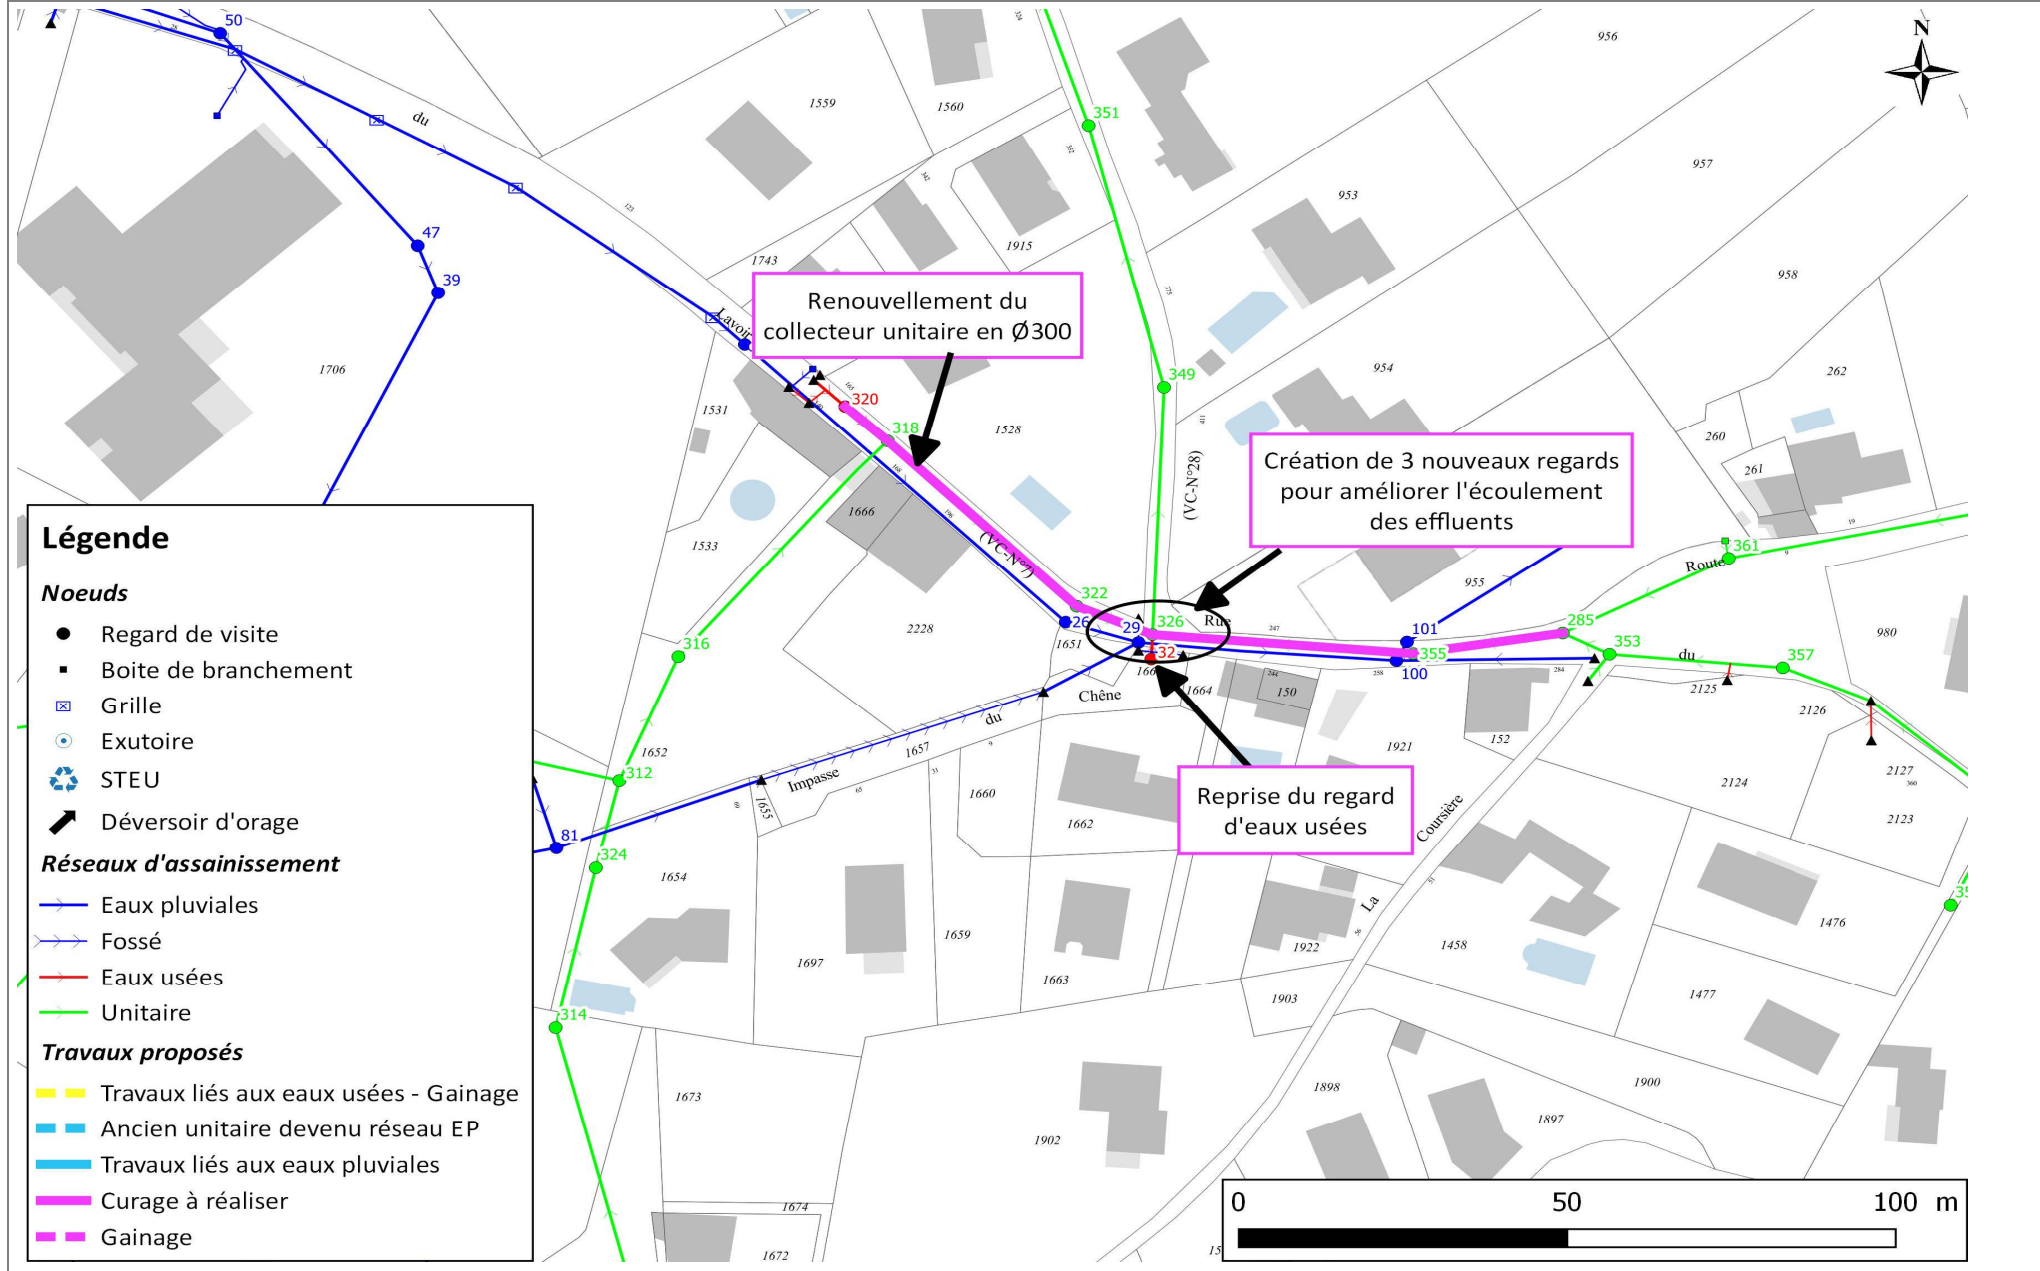 50
N
956
du
1559
1560
351
957
47
953
1915
1743
39
958
Renouvellement du
collecteur unitaire en Ø300
Lavoir
1706
954
349
262
320
1531
318
1528
260
261
Création de 3 nouveaux regards
pour améliorer l'écoulement
des effluents
(VC-N°28)
1666
1533
(VC-N°7)
361
Route
955
322
26
29
326
Rue
101
285
2228
1651
316
32
355
353
du
357
980
100
1664
150
Chêne
du
2125
2126
1652
1657
1921
152
312
Impasse
1655
1660
1662
Reprise du regard
d'eaux usées
2127
2124
2123
81
Coursière
La
324
1654
1659
1697
1663
1922
1458
1476
1477
1903
314
1673
1902
1898
1897
1900
1674
1672
Légende
Noeuds
Regard de visite
Boite de branchement
Grille
Exutoire
STEU
Déversoir d'orage
Réseaux d'assainissement
Eaux pluviales
Fossé
Eaux usées
Unitaire
Travaux proposés
Travaux liés aux eaux usées - Gainage
Ancien unitaire devenu réseau EP
Travaux liés aux eaux pluviales
Curage à réaliser
Gainage
0 50 100 m